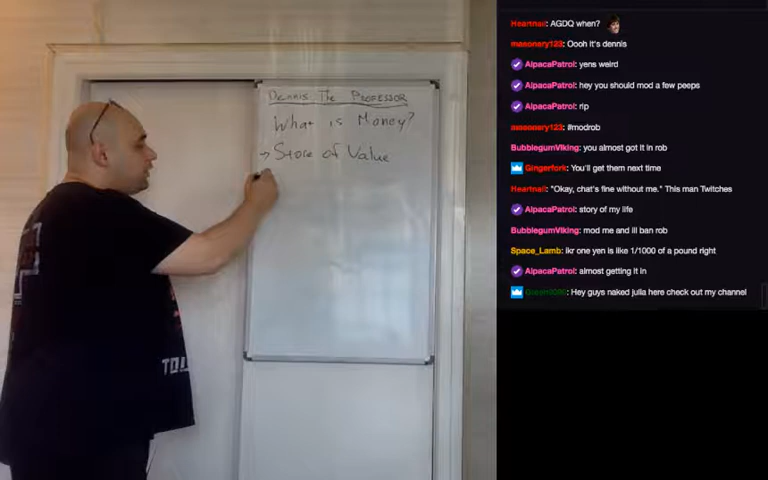 Dennis The Professor
What is Money?
→ Store of Value
Heartnail: AGDQ when?
masonery123: Oooh it's dennis
AlpacaPatrol: yens weird
AlpacaPatrol: hey you should mod a few peeps
AlpacaPatrol: rip
masonery123: #modrob
BubblegumViking: you almost got it in rob
Gingerfork: You'll get them next time
Heartnail: "Okay, chat's fine without me." This man Twitches
AlpacaPatrol: story of my life
BubblegumViking: mod me and ill ban rob
Space_Lamb: ikr one yen is like 1/1000 of a pound right
AlpacaPatrol: almost getting it in
: Hey guys naked julia here check out my channel